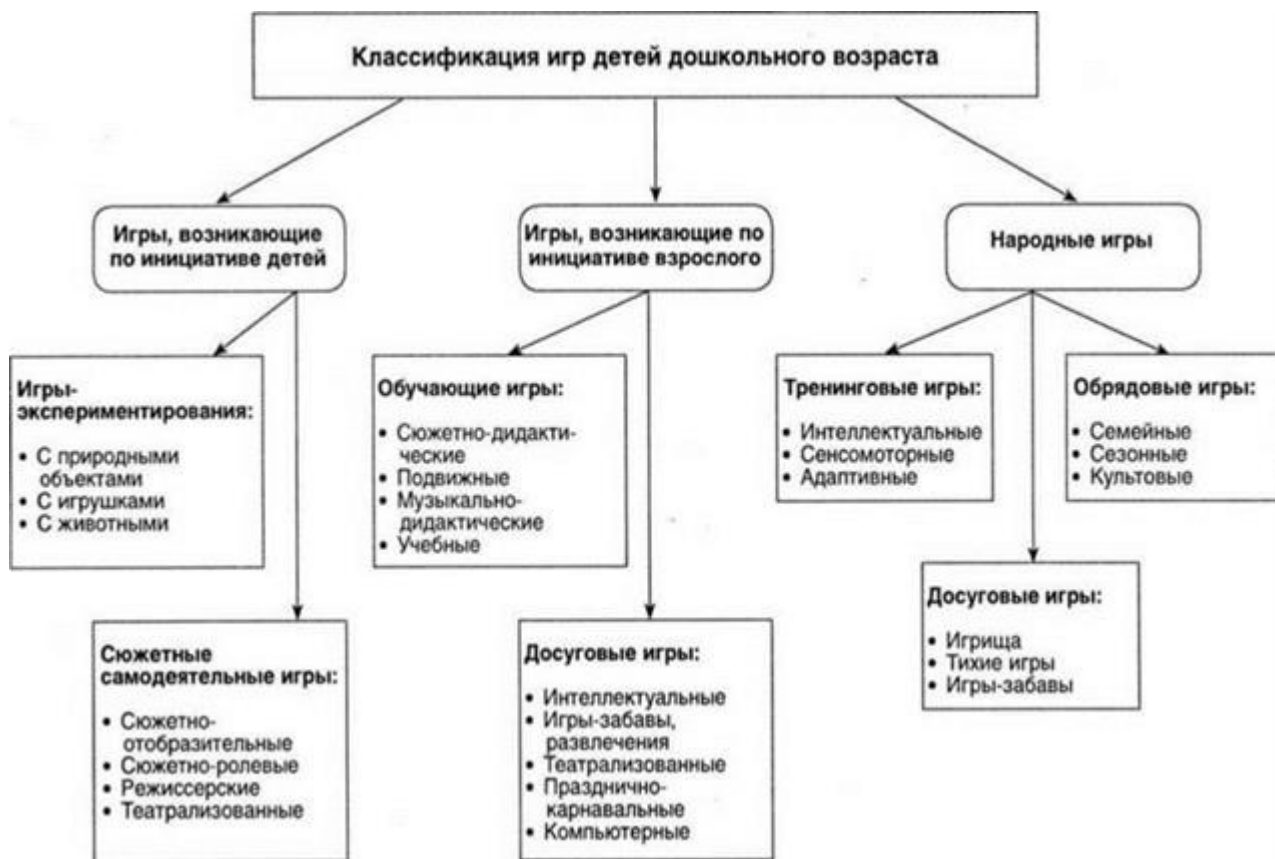 Классификация игр детей дошкольного возраста
Игры, возникающие
по инициативе детей
Игры, возникающие по
инициативе взрослого
Народные игры
Игры-
экспериментирования:
• С природными
объектами
• С игрушками
• С животными
Обучающие игры:
• Сюжетно-дидакти-
ческие
• Подвижные
• Музыкально-
дидактические
• Учебные
Тренинговые игры:
• Интеллектуальные
• Сенсомоторные
• Адаптивные
Обрядовые игры:
• Семейные
• Сезонные
• Культовые
Сюжетные
самодеятельные игры:
• Сюжетно-
отобразительные
• Сюжетно-ролевые
• Режиссерские
• Театрализованные
Досуговые игры:
• Интеллектуальные
• Игры-забавы,
развлечения
• Театрализованные
• Празднично-
карнавальные
• Компьютерные
Досуговые игры:
• Игрища
• Тихие игры
• Игры-забавы